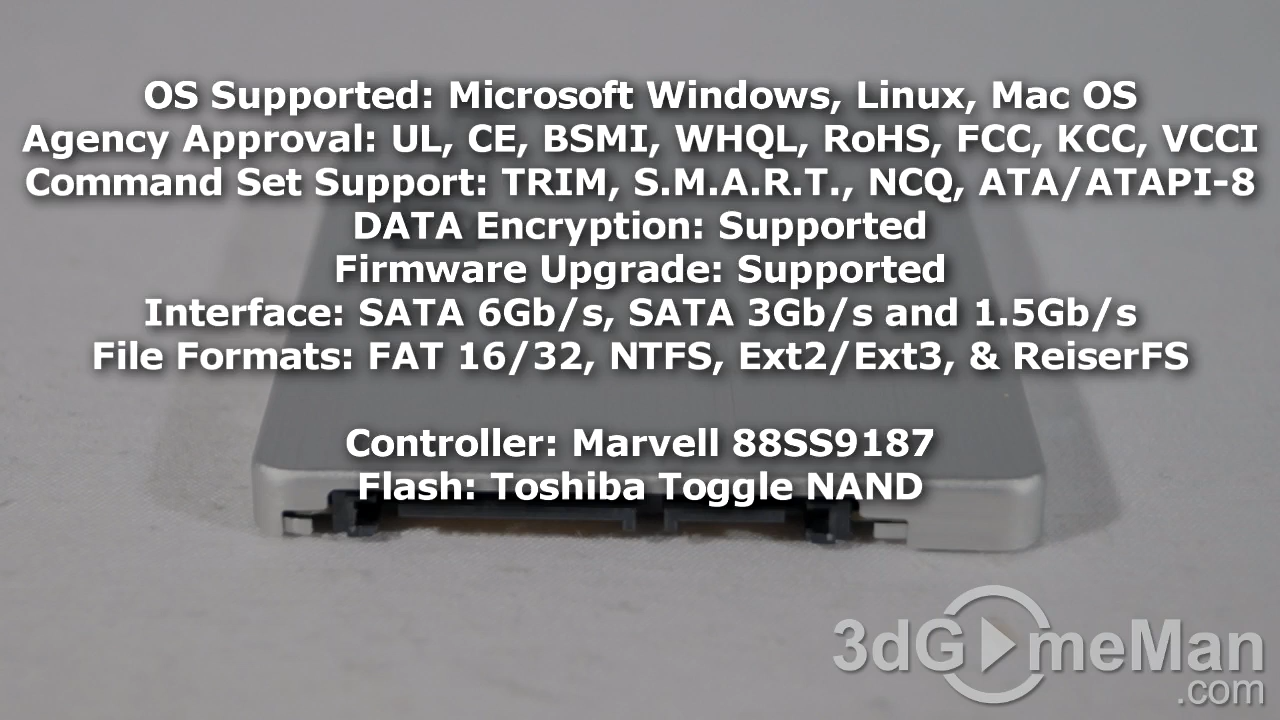 OS Supported: Microsoft Windows, Linux, Mac OS
Agency Approval: UL, CE, BSMI, WHQL, RoHS, FCC, KCC, VCCI
Command Set Support: TRIM, S.M.A.R.T., NCQ, ATA/ATAPI-8
DATA Encryption: Supported
Firmware Upgrade: Supported
Interface: SATA 6Gb/s, SATA 3Gb/s and 1.5Gb/s
File Formats: FAT 16/32, NTFS, Ext2/Ext3, & ReiserFS
Controller: Marvell 88SS9187
Flash: Toshiba Toggle NAND
3dGameMan
.com